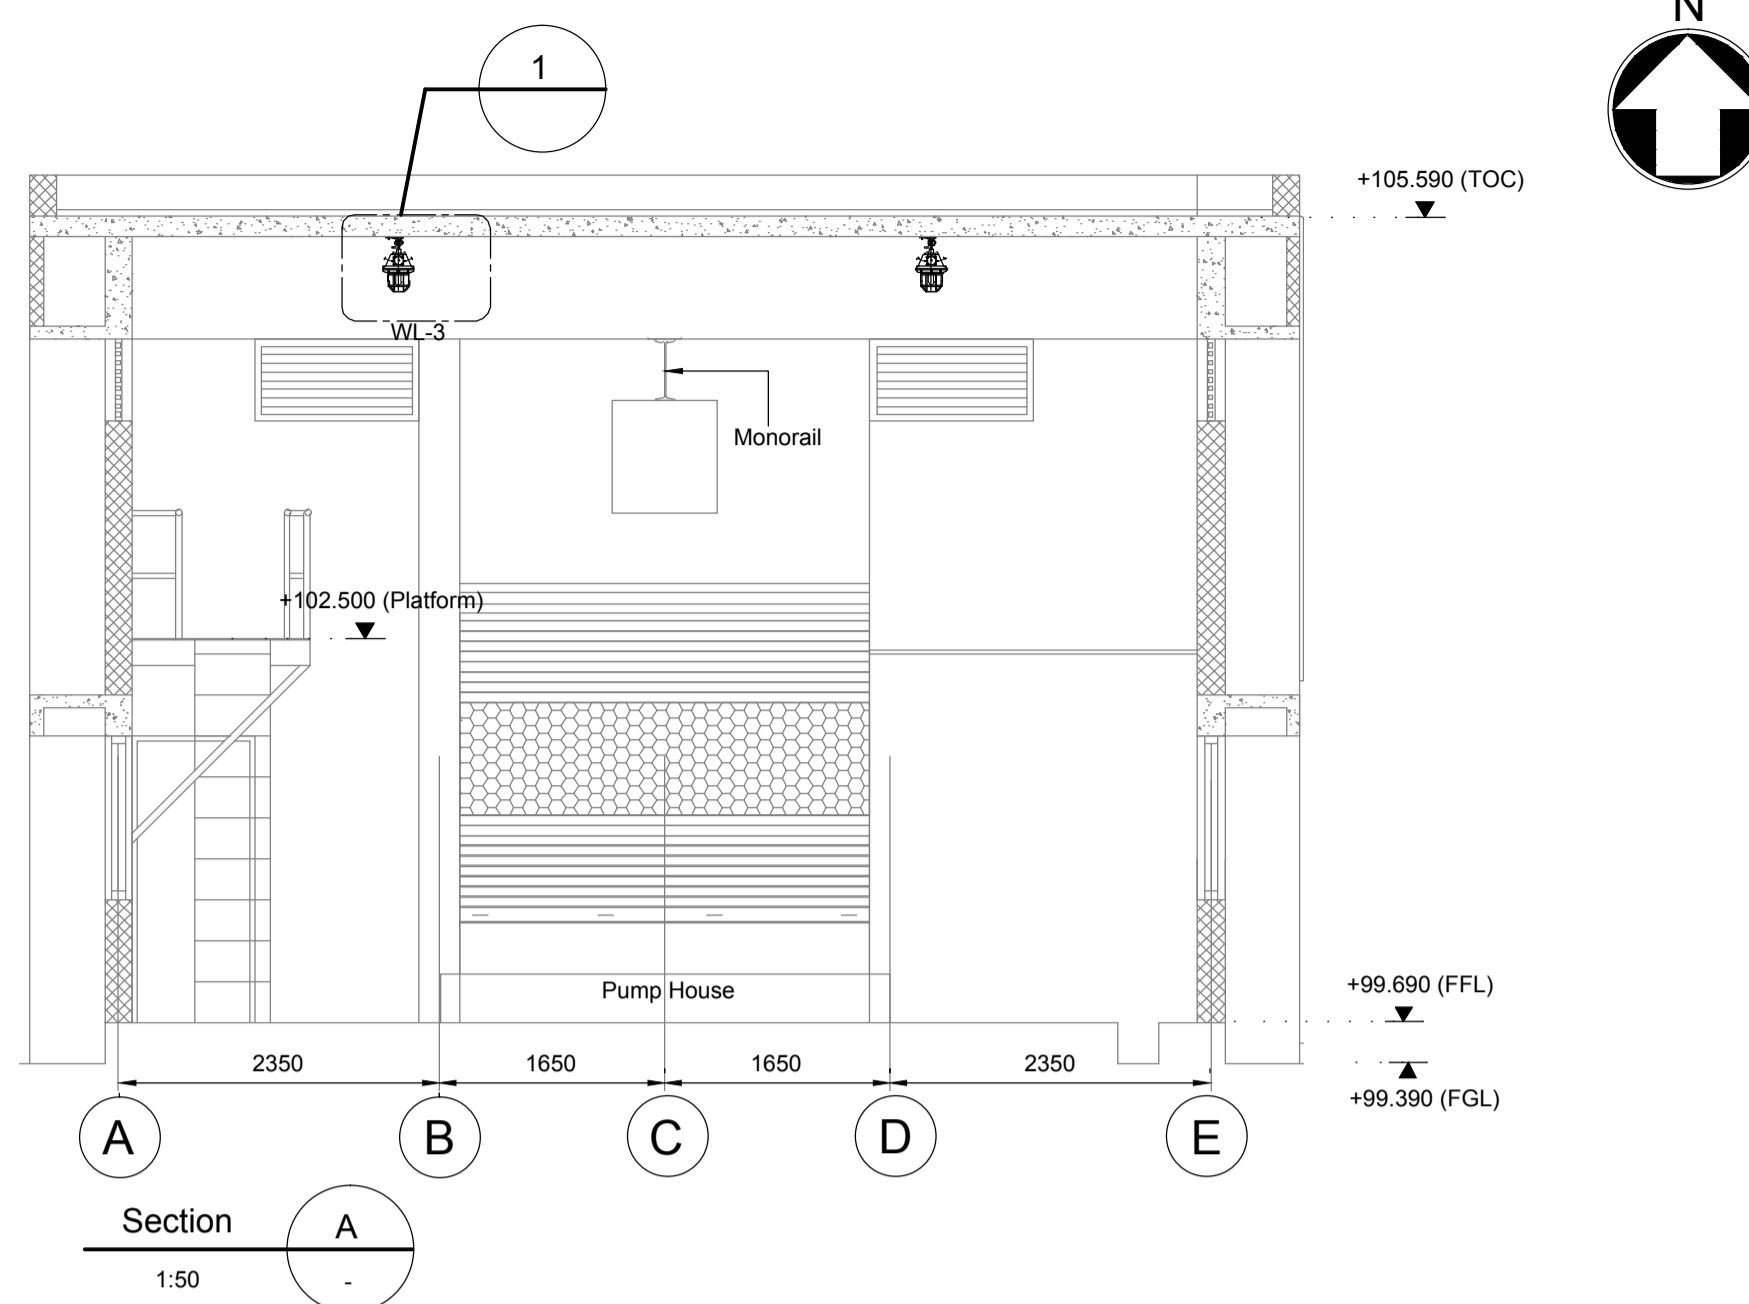 N
1
+105.590 (TOC)
WL-3
Monorail
+102.500 (Platform)
+99.690 (FFL)
Pump House
2350 1650 1650 2350
+99.390 (FGL)
A B C D E
Section A
1:50 -